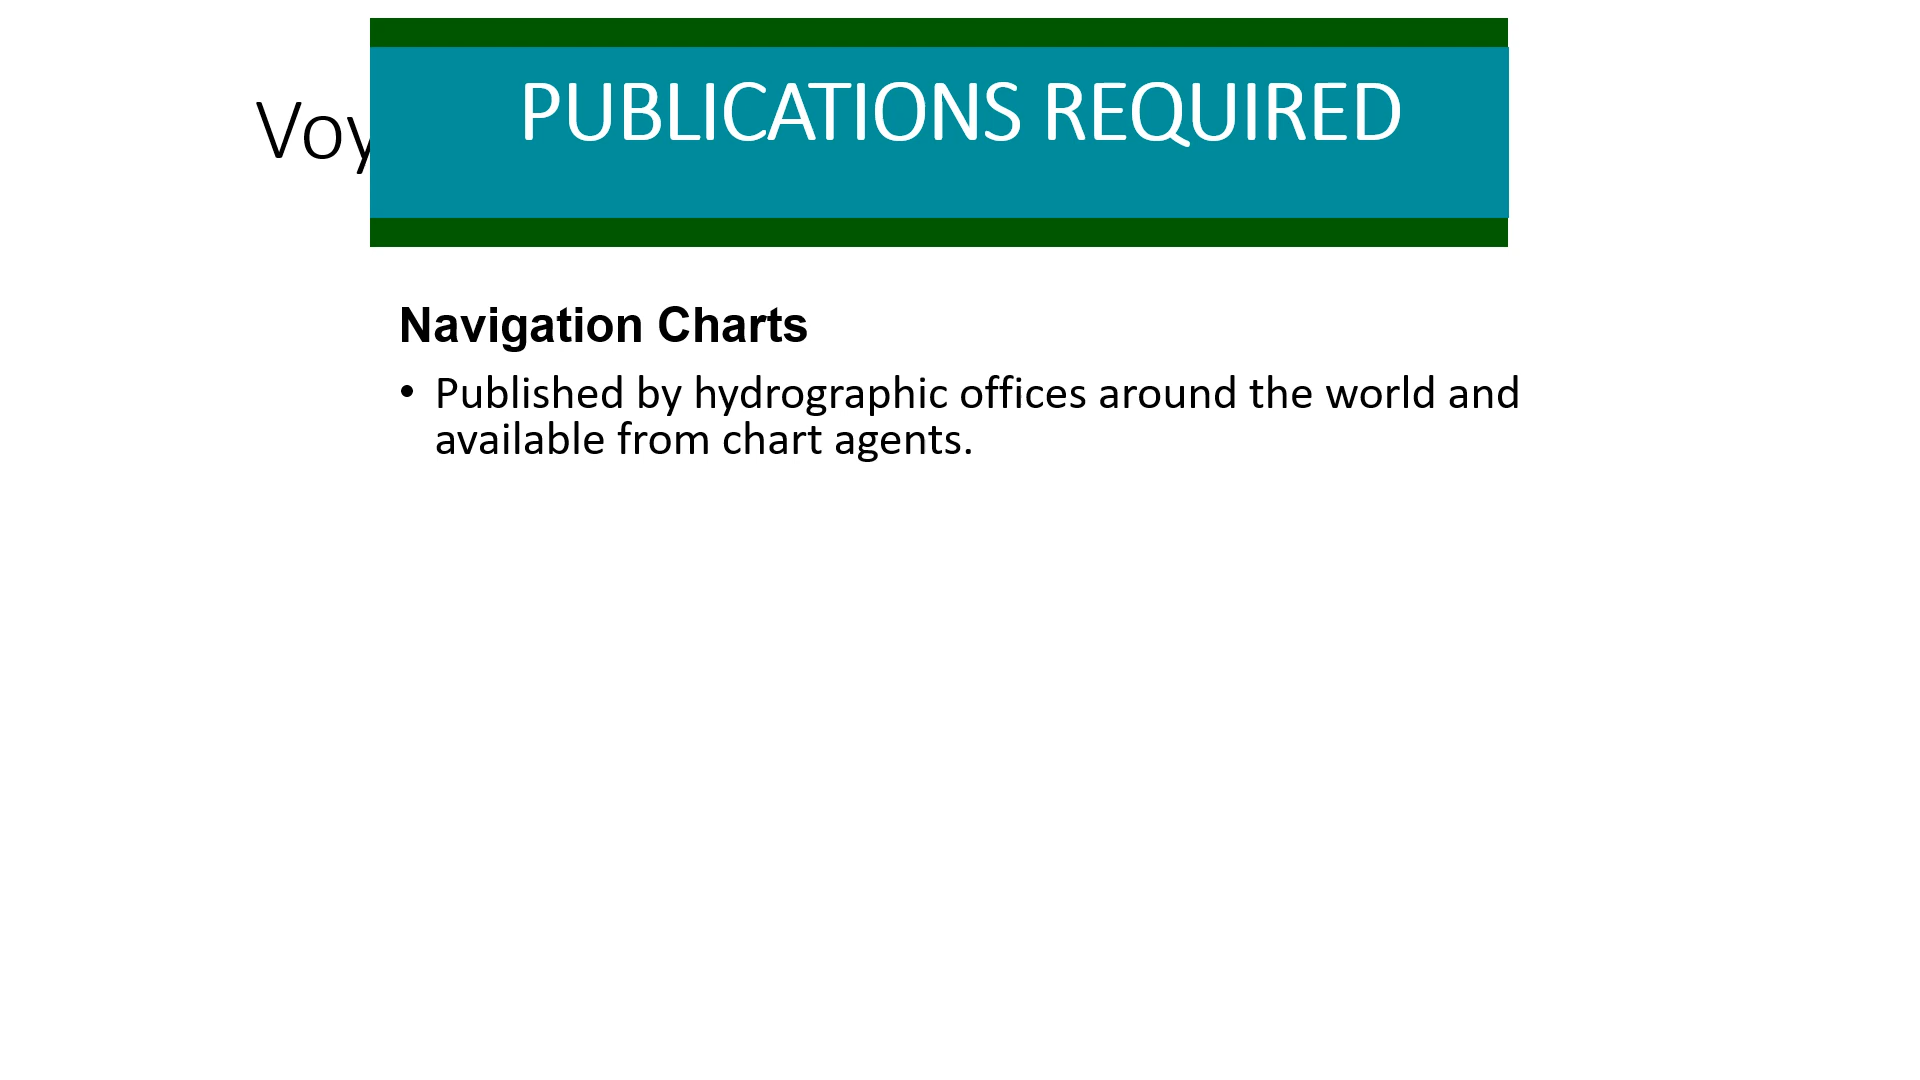 Voy
PUBLICATIONS REQUIRED
Navigation Charts
• Published by hydrographic offices around the world and
available from chart agents.